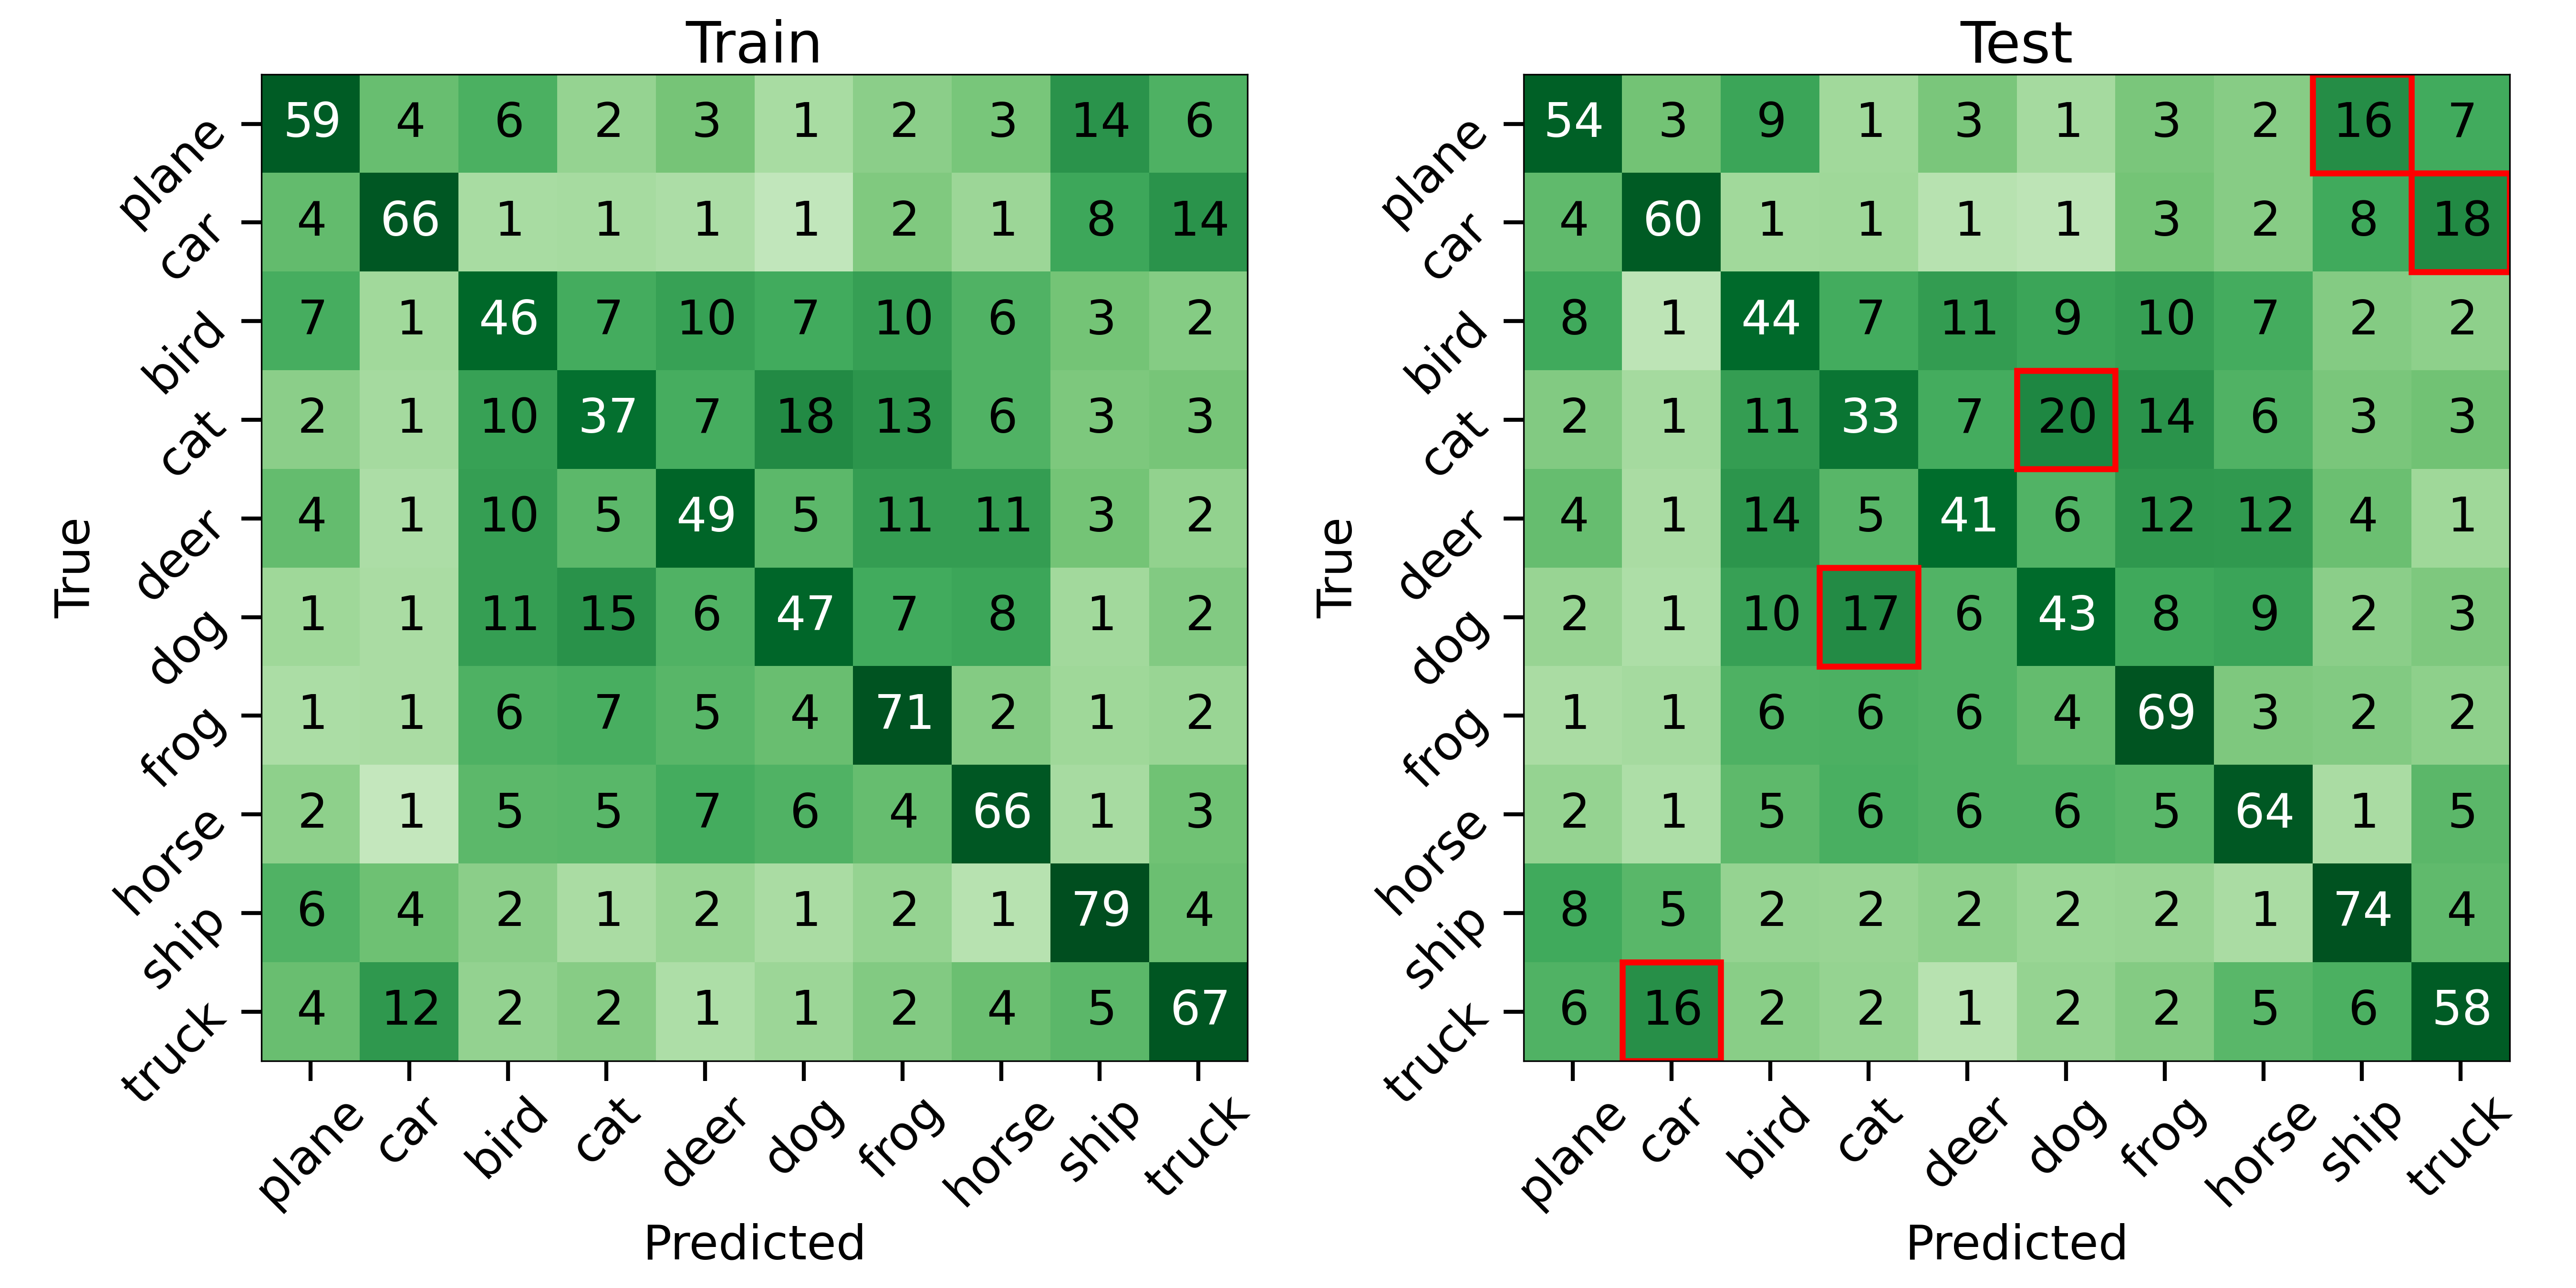 Train
True
plane 59 4 6 2 3 1 2 3 14 6
car 4 66 1 1 1 1 2 1 8 14
bird 7 1 46 7 10 7 10 6 3 2
cat 2 1 10 37 7 18 13 6 3 3
deer 4 1 10 5 49 5 11 11 3 2
dog 1 1 11 15 6 47 7 8 1 2
frog 1 1 6 7 5 4 71 2 1 2
horse 2 1 5 5 7 6 4 66 1 3
ship 6 4 2 1 2 1 2 1 79 4
truck 4 12 2 2 1 1 2 4 5 67
plane car bird cat deer dog frog horse ship truck
Predicted
Test
True
plane 54 3 9 1 3 1 3 2 16 7
car 4 60 1 1 1 1 3 2 8 18
bird 8 1 44 7 11 9 10 7 2 2
cat 2 1 11 33 7 20 14 6 3 3
deer 4 1 14 5 41 6 12 12 4 1
dog 2 1 10 17 6 43 8 9 2 3
frog 1 1 6 6 6 4 69 3 2 2
horse 2 1 5 6 6 6 5 64 1 5
ship 8 5 2 2 2 2 2 1 74 4
truck 6 16 2 2 1 2 2 5 6 58
plane car bird cat deer dog frog horse ship truck
Predicted